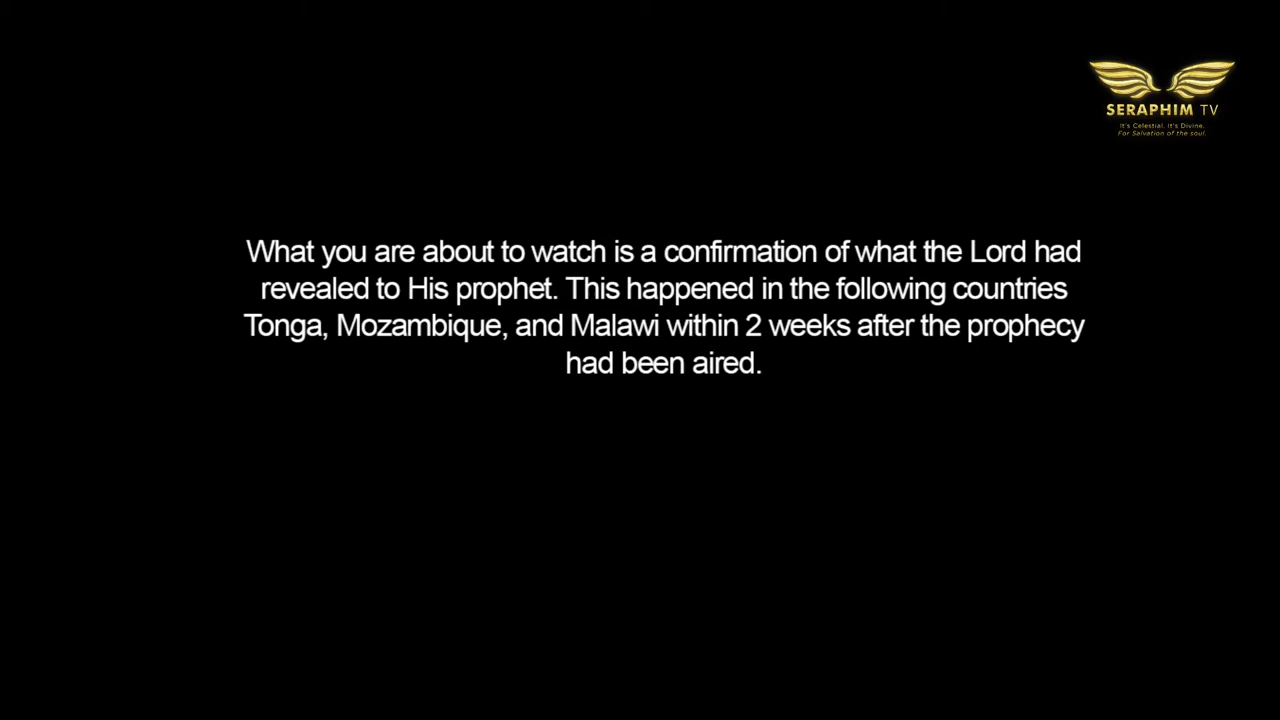 SERAPHIM TV
It's Celestial. It's Divine.
For Salvation of the soul.
What you are about to watch is a confirmation of what the Lord had
revealed to His prophet. This happened in the following countries
Tonga, Mozambique, and Malawi within 2 weeks after the prophecy
had been aired.